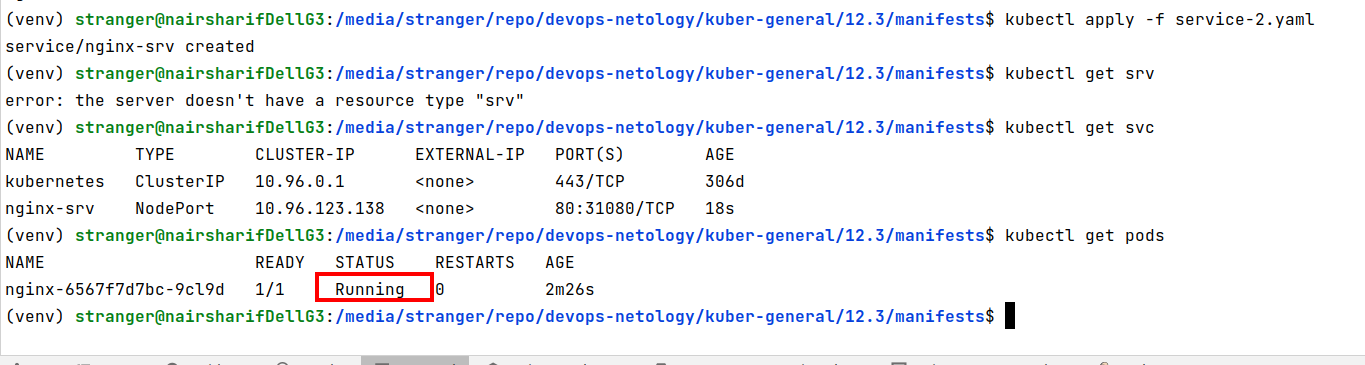 (venv) stranger@nairsharifDellG3:/media/stranger/repo/devops-netology/kuber-general/12.3/manifests$ kubectl apply -f service-2.yaml
service/nginx-srv created
(venv) stranger@nairsharifDellG3:/media/stranger/repo/devops-netology/kuber-general/12.3/manifests$ kubectl get srv
error: the server doesn't have a resource type "srv"
(venv) stranger@nairsharifDellG3:/media/stranger/repo/devops-netology/kuber-general/12.3/manifests$ kubectl get svc
NAME         TYPE        CLUSTER-IP      EXTERNAL-IP   PORT(S)        AGE
kubernetes   ClusterIP   10.96.0.1       <none>        443/TCP        306d
nginx-srv    NodePort    10.96.123.138   <none>        80:31080/TCP   18s
(venv) stranger@nairsharifDellG3:/media/stranger/repo/devops-netology/kuber-general/12.3/manifests$ kubectl get pods
NAME                     READY   STATUS    RESTARTS   AGE
nginx-6567f7d7bc-9cl9d   1/1     Running   0          2m26s
(venv) stranger@nairsharifDellG3:/media/stranger/repo/devops-netology/kuber-general/12.3/manifests$